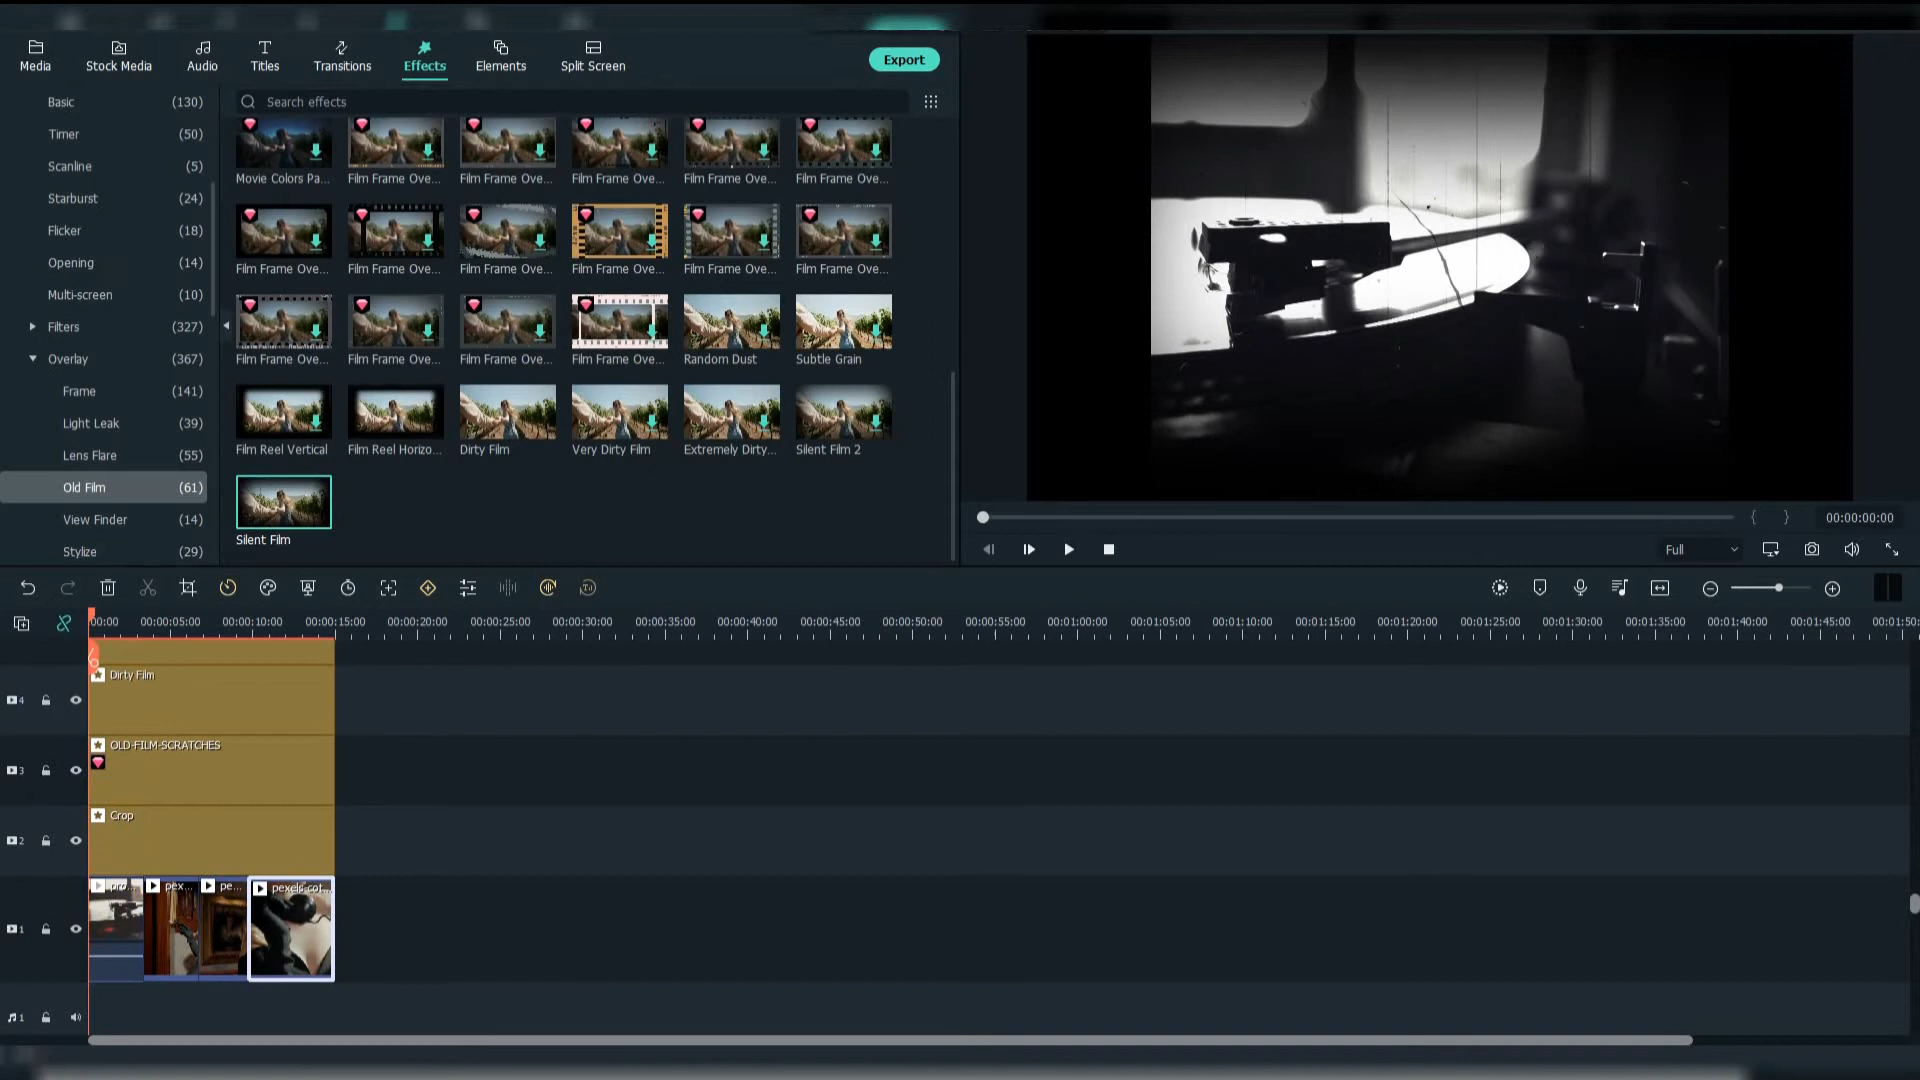 Media
Stock Media
Audio
Titles
Transitions
Effects
Elements
Split Screen
Export
Basic (130)
Timer (50)
Scanline (5)
Starburst (24)
Flicker (18)
Opening (14)
Multi-screen (10)
Filters (327)
Overlay (367)
Frame (141)
Light Leak (39)
Lens Flare (55)
Old Film (61)
View Finder (14)
Stylize (29)
Search effects
Movie Colors Pa... Film Frame Ove... Film Frame Ove... Film Frame Ove... Film Frame Ove... Film Frame Ove...
Film Frame Ove... Film Frame Ove... Film Frame Ove... Film Frame Ove... Film Frame Ove... Film Frame Ove...
Film Frame Ove... Film Frame Ove... Film Frame Ove... Film Frame Ove... Random Dust Subtle Grain
Film Reel Vertical Film Reel Horizo... Dirty Film Very Dirty Film Extremely Dirty... Silent Film 2
Silent Film
{ } 00:00:00:00
Full
00:00 00:00:05:00 00:00:10:00 00:00:15:00 00:00:20:00 00:00:25:00 00:00:30:00 00:00:35:00 00:00:40:00 00:00:45:00 00:00:50:00 00:00:55:00 00:01:00:00 00:01:05:00 00:01:10:00 00:01:15:00 00:01:20:00 00:01:25:00 00:01:30:00 00:01:35:00 00:01:40:00 00:01:45:00 00:01:50:
4
Dirty Film
3
OLD-FILM-SCRATCHES
2
Crop
1
pro... pex... pe... pexels-cot...
1